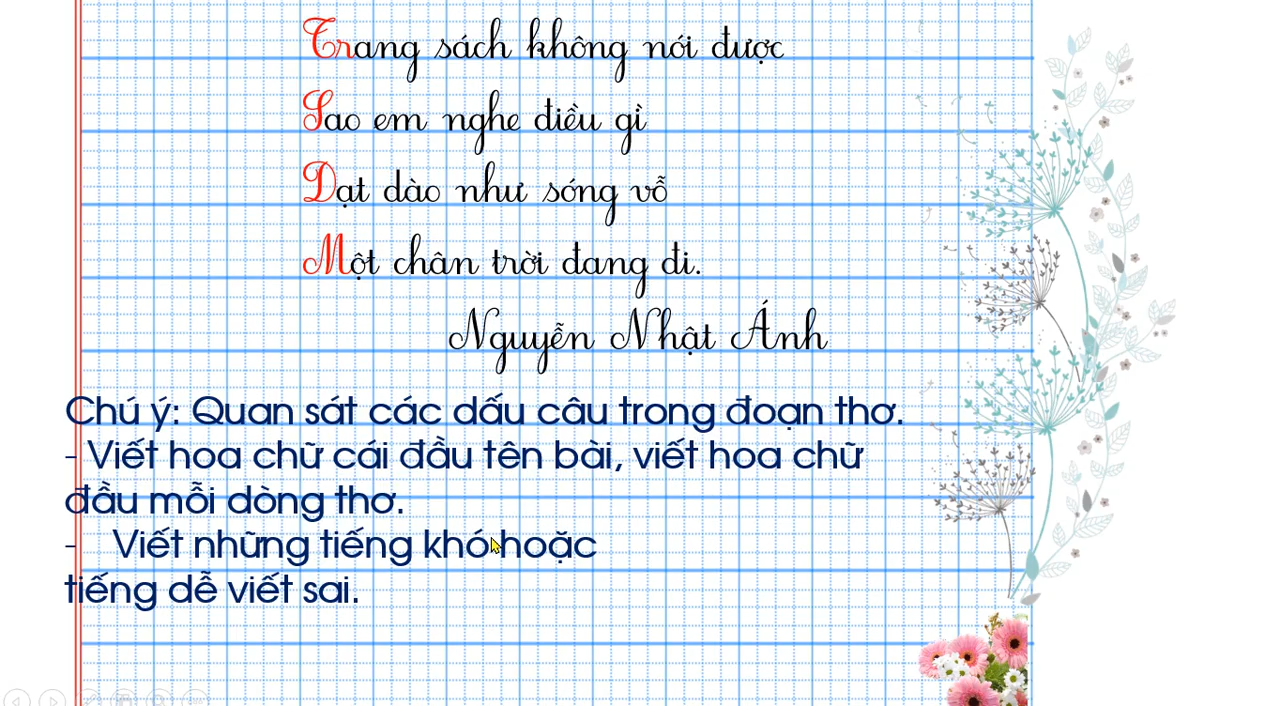 Trang sách không nói được
Sao em nghe điều gì
Dạt dào như sóng vỗ
Một chân trời đang đi.
Nguyễn Nhật Ánh
Chú ý: Quan sát các dấu câu trong đoạn thơ.
- Viết hoa chữ cái đầu tên bài, viết hoa chữ
đầu mỗi dòng thơ.
- Viết những tiếng khó hoặc
tiếng dễ viết sai.